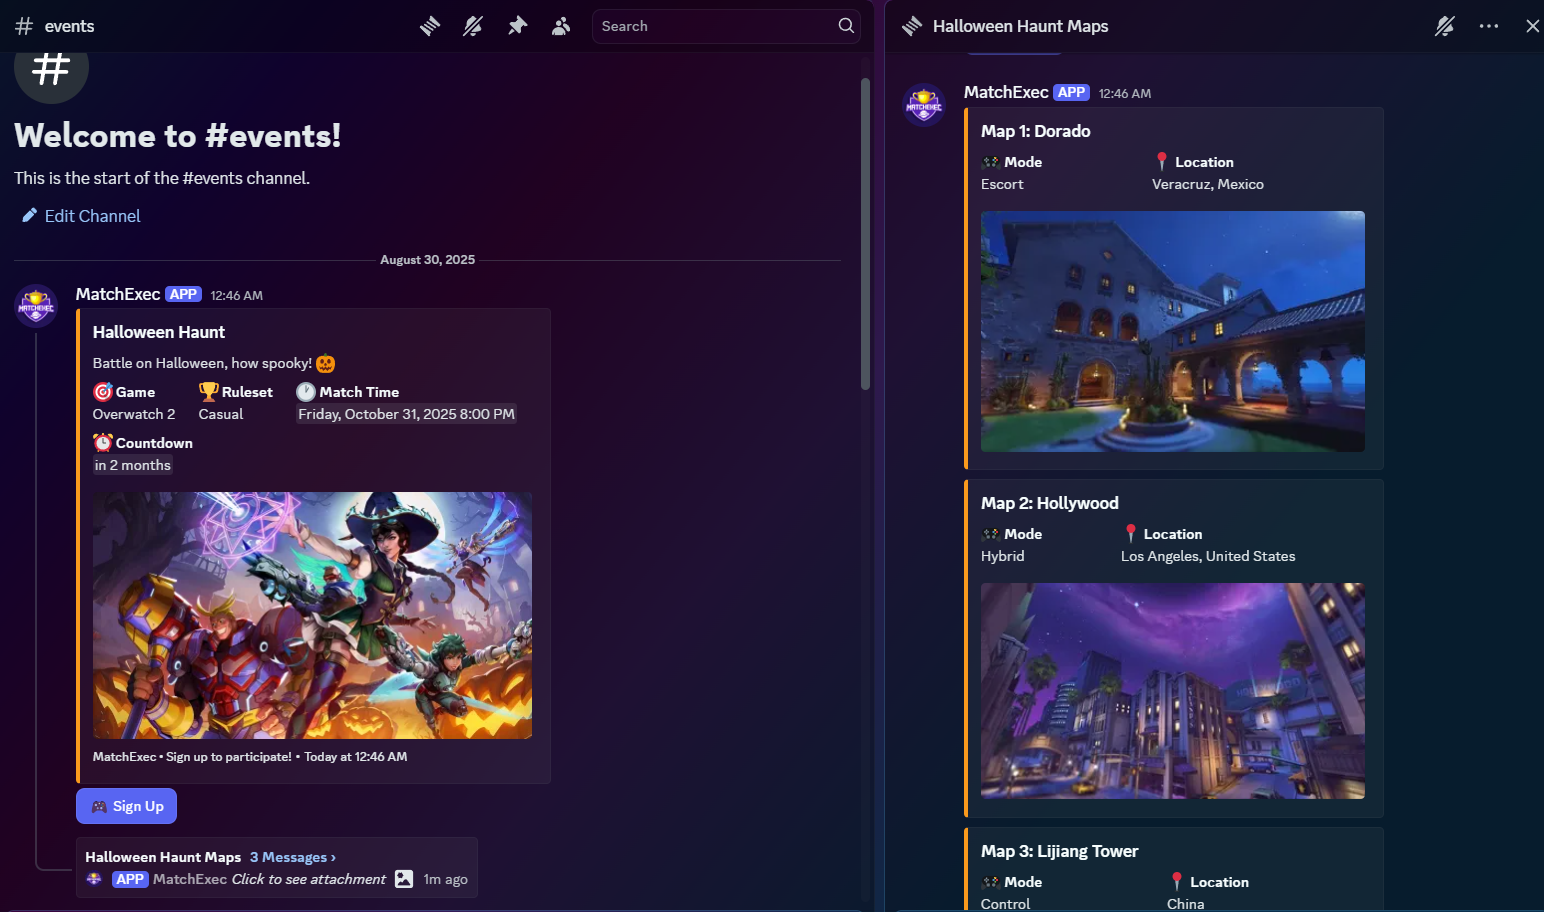 events
Search
Welcome to #events!
This is the start of the #events channel.
Edit Channel
August 30, 2025
MATCHEXEC
MatchExec APP 12:46 AM
Halloween Haunt
Battle on Halloween, how spooky! 🎃
Game Ruleset Match Time
Overwatch 2 Casual Friday, October 31, 2025 8:00 PM
Countdown
in 2 months
MatchExec • Sign up to participate! • Today at 12:46 AM
Sign Up
Halloween Haunt Maps 3 Messages ›
APP MatchExec Click to see attachment 1m ago
Halloween Haunt Maps
MATCHEXEC
MatchExec APP 12:46 AM
Map 1: Dorado
Mode Location
Escort Veracruz, Mexico
Map 2: Hollywood
Mode Location
Hybrid Los Angeles, United States
HOLLYWOOD
Map 3: Lijiang Tower
Mode Location
Control China